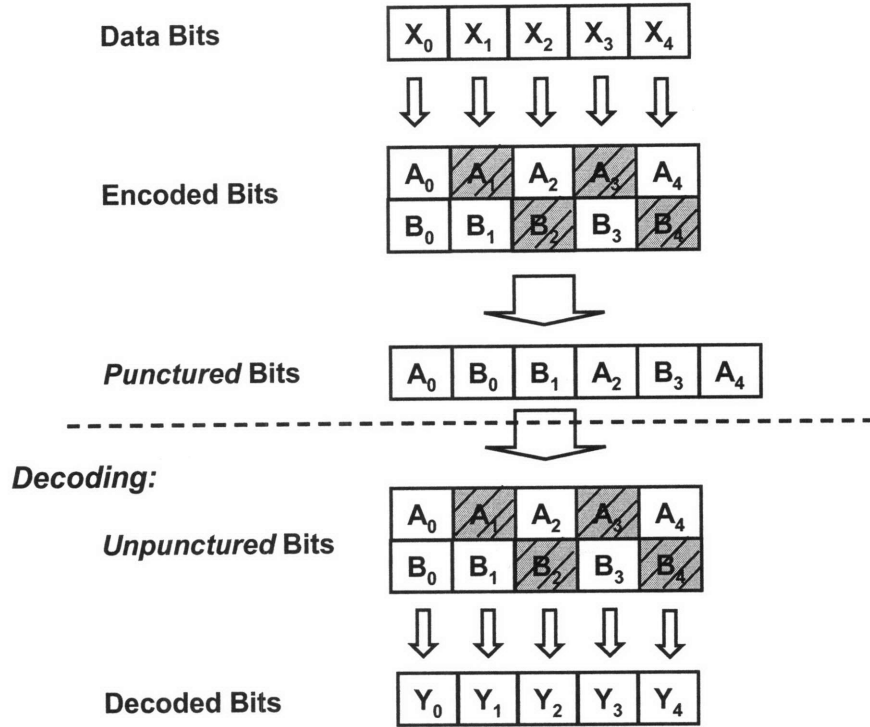 Data Bits X₀ X₁ X₂ X₃ X₄
Encoded Bits
A₀ A₁ A₂ A₃ A₄
B₀ B₁ B₂ B₃ B₄
Punctured Bits A₀ B₀ B₁ A₂ B₃ A₄
Decoding:
Unpunctured Bits
A₀ A₁ A₂ A₃ A₄
B₀ B₁ B₂ B₃ B₄
Decoded Bits Y₀ Y₁ Y₂ Y₃ Y₄